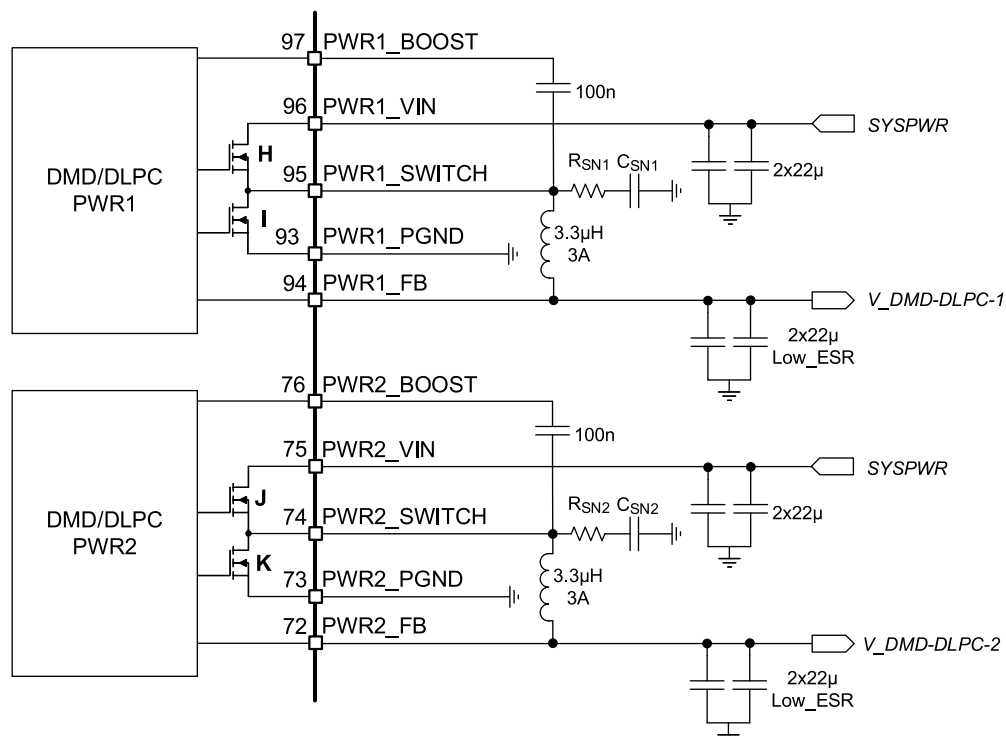 97 PWR1_BOOST
100n
96 PWR1_VIN
SYSPWR
H
DMD/DLPC
PWR1
95 PWR1_SWITCH
RSN1 CSN1
2x22µ
I
93 PWR1_PGND
3.3µH
3A
94 PWR1_FB
V_DMD-DLPC-1
2x22µ
Low_ESR
76 PWR2_BOOST
100n
75 PWR2_VIN
SYSPWR
J
DMD/DLPC
PWR2
74 PWR2_SWITCH
RSN2 CSN2
2x22µ
K
73 PWR2_PGND
3.3µH
3A
72 PWR2_FB
V_DMD-DLPC-2
2x22µ
Low_ESR